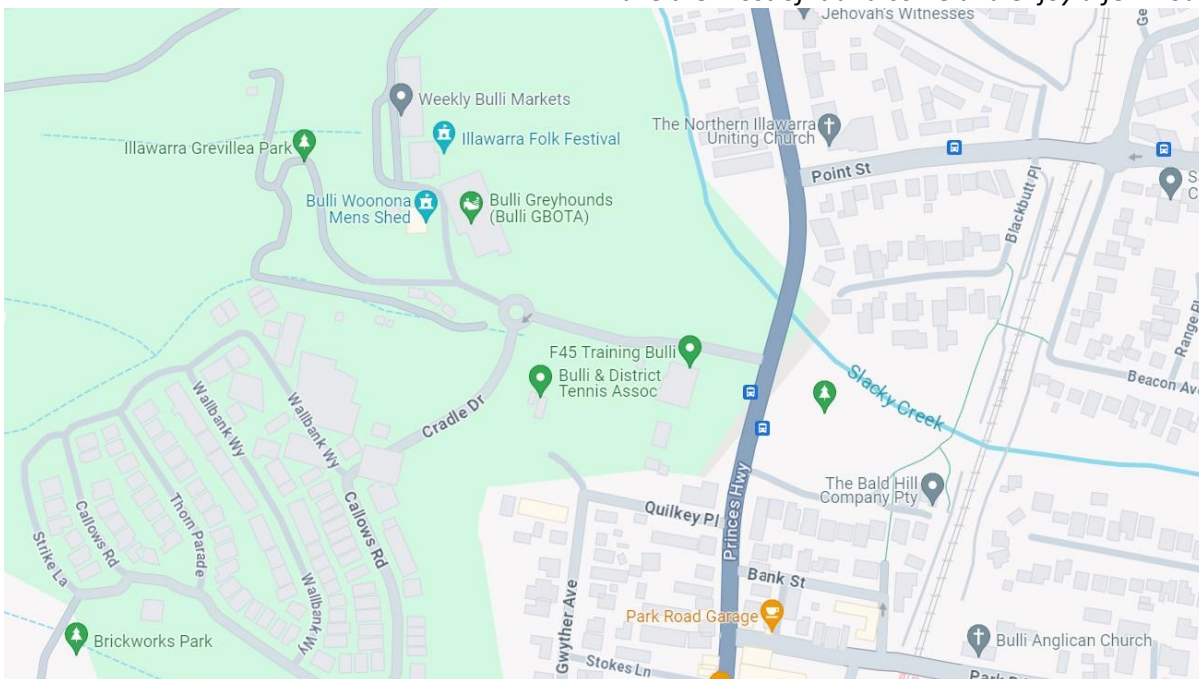 Jehovah's Witnesses
Weekly Bulli Markets
Illawarra Folk Festival
The Northern Illawarra
Uniting Church
Illawarra Grevillea Park
Point St
Blackbutt Pl
Bulli Woonona
Mens Shed
Bulli Greyhounds
(Bulli GBOTA)
Range Pl
F45 Training Bulli
Bulli & District
Tennis Assoc
Slacky Creek
Beacon Ave
Wallbank Wy
Wallbank Wy
Cradle Dr
The Bald Hill
Company Pty
Princes Hwy
Quilkey Pl
Callows Rd
Thorn Parade
Callows Rd
Strike La
Wallbank Wy
Gwyther Ave
Bank St
Park Road Garage
Brickworks Park
Bulli Anglican Church
Stokes Ln